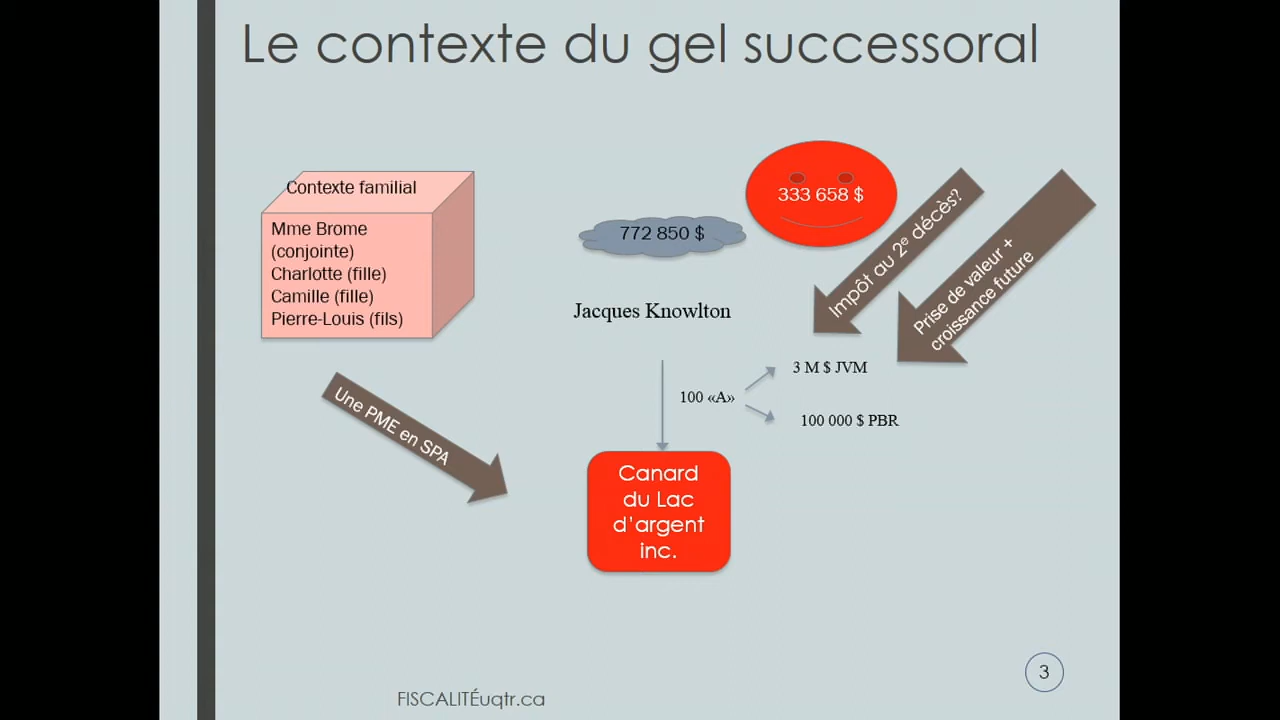 Le contexte du gel successoral
Contexte familial
Mme Brome
(conjointe)
Charlotte (fille)
Camille (fille)
Pierre-Louis (fils)
772 850 $
333 658 $
Impôt au 2e décès?
Prise de valeur +
croissance future
Jacques Knowlton
3 M $ JVM
100 «A»
100 000 $ PBR
Une PME en SPA
Canard
du Lac
d'argent
inc.
FISCALITÉuqtr.ca
3